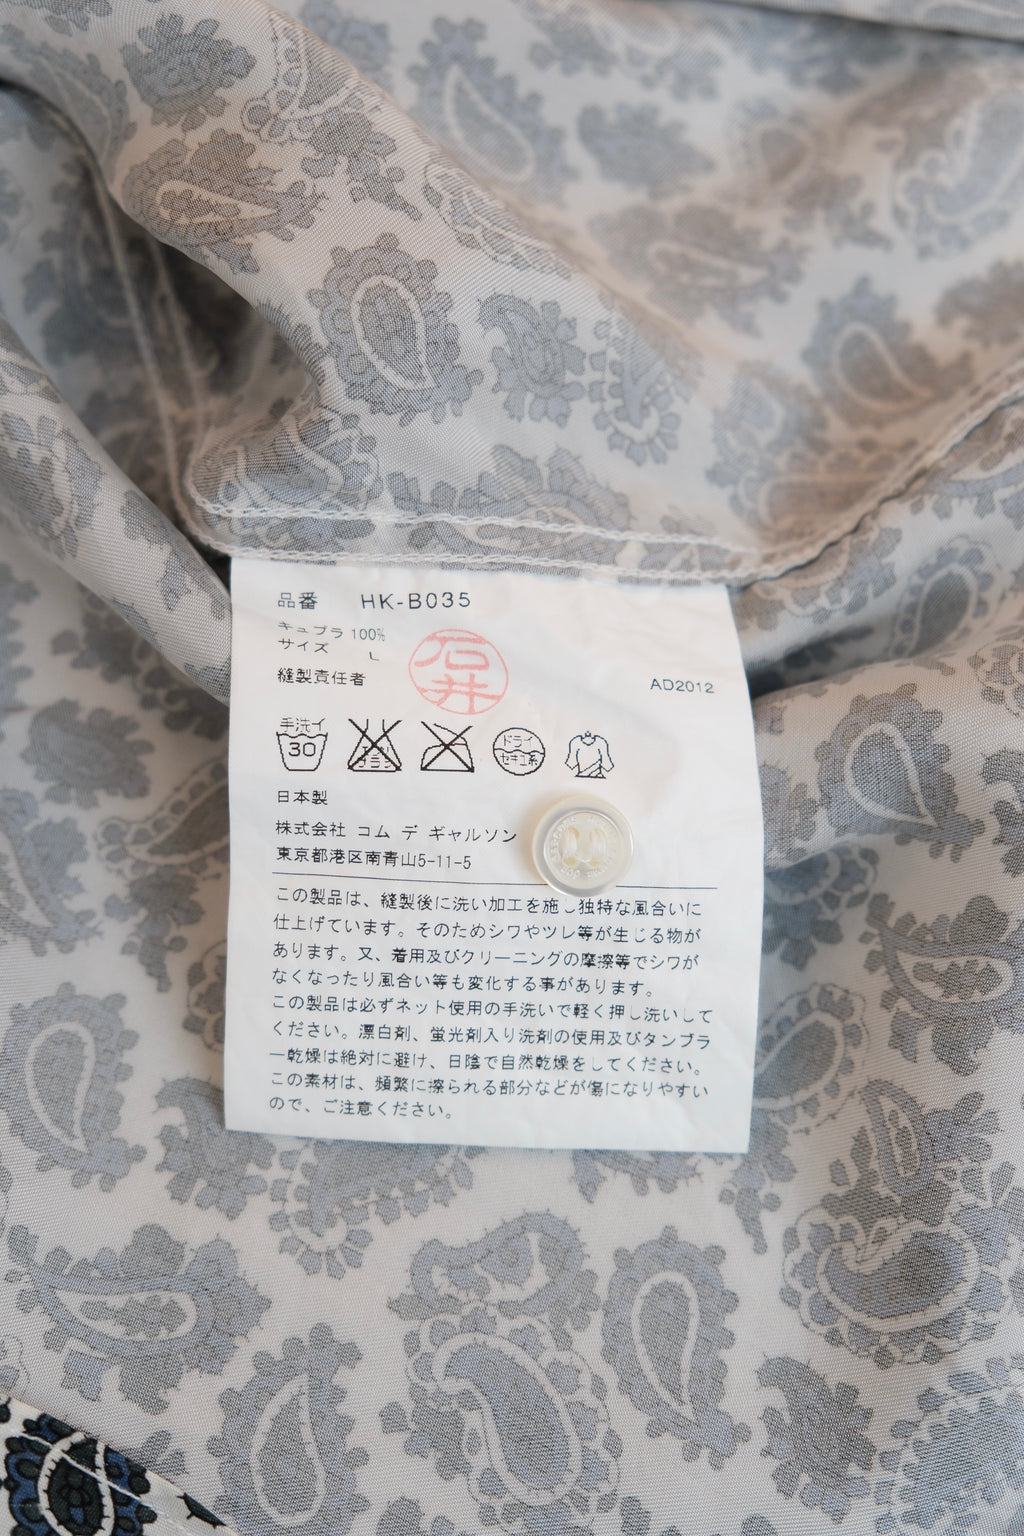 品番 HK-B035
キュプラ 100%
サイズ L
縫製責任者 石井
AD2012
手洗イ
30
ドライ
セキユ系
日本製
株式会社 コム デ ギャルソン
東京都港区南青山5-11-5
この製品は、縫製後に洗い加工を施し独特な風合いに
仕上げています。そのためシワやツレ等が生じる物が
あります。又、着用及びクリーニングの摩擦等でシワが
なくなったり風合い等も変化する事があります。
この製品は必ずネット使用の手洗いで軽く押し洗いして
ください。漂白剤、蛍光剤入り洗剤の使用及びタンブラ
ー乾燥は絶対に避け、日陰で自然乾燥をしてください。
この素材は、頻繁に擦られる部分などが傷になりやすい
ので、ご注意ください。